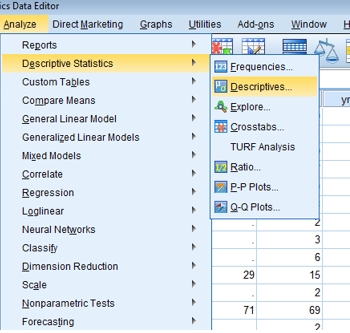 ics Data Editor
Analyze Direct Marketing Graphs Utilities Add-ons Window H
Reports
Descriptive Statistics
Custom Tables
Compare Means
General Linear Model
Generalized Linear Models
Mixed Models
Correlate
Regression
Loglinear
Neural Networks
Classify
Dimension Reduction
Scale
Nonparametric Tests
Forecasting
Frequencies...
Descriptives...
Explore...
Crosstabs...
TURF Analysis
Ratio...
P-P Plots...
Q-Q Plots...
yr
. 2
. 3
. 6
29 15
. 2
71 69